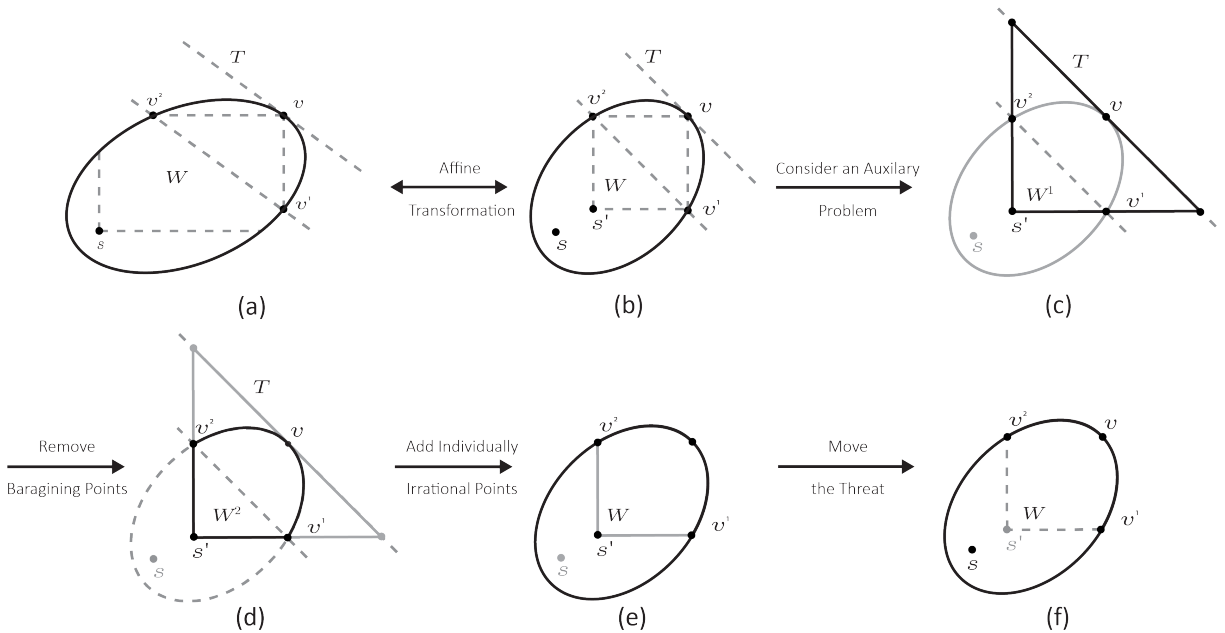 T
v² v
W
v¹
s
(a)
Affine
Transformation
T
v² v
W
s' v¹
s
(b)
Consider an Auxilary
Problem
T
v² v
W¹
s' v¹
s
(c)
Remove
Baragining Points
T
v² v
W²
s' v¹
s
(d)
Add Individually
Irrational Points
v²
W v¹
s'
s
(e)
Move
the Threat
v² v
W v¹
s'
s
(f)